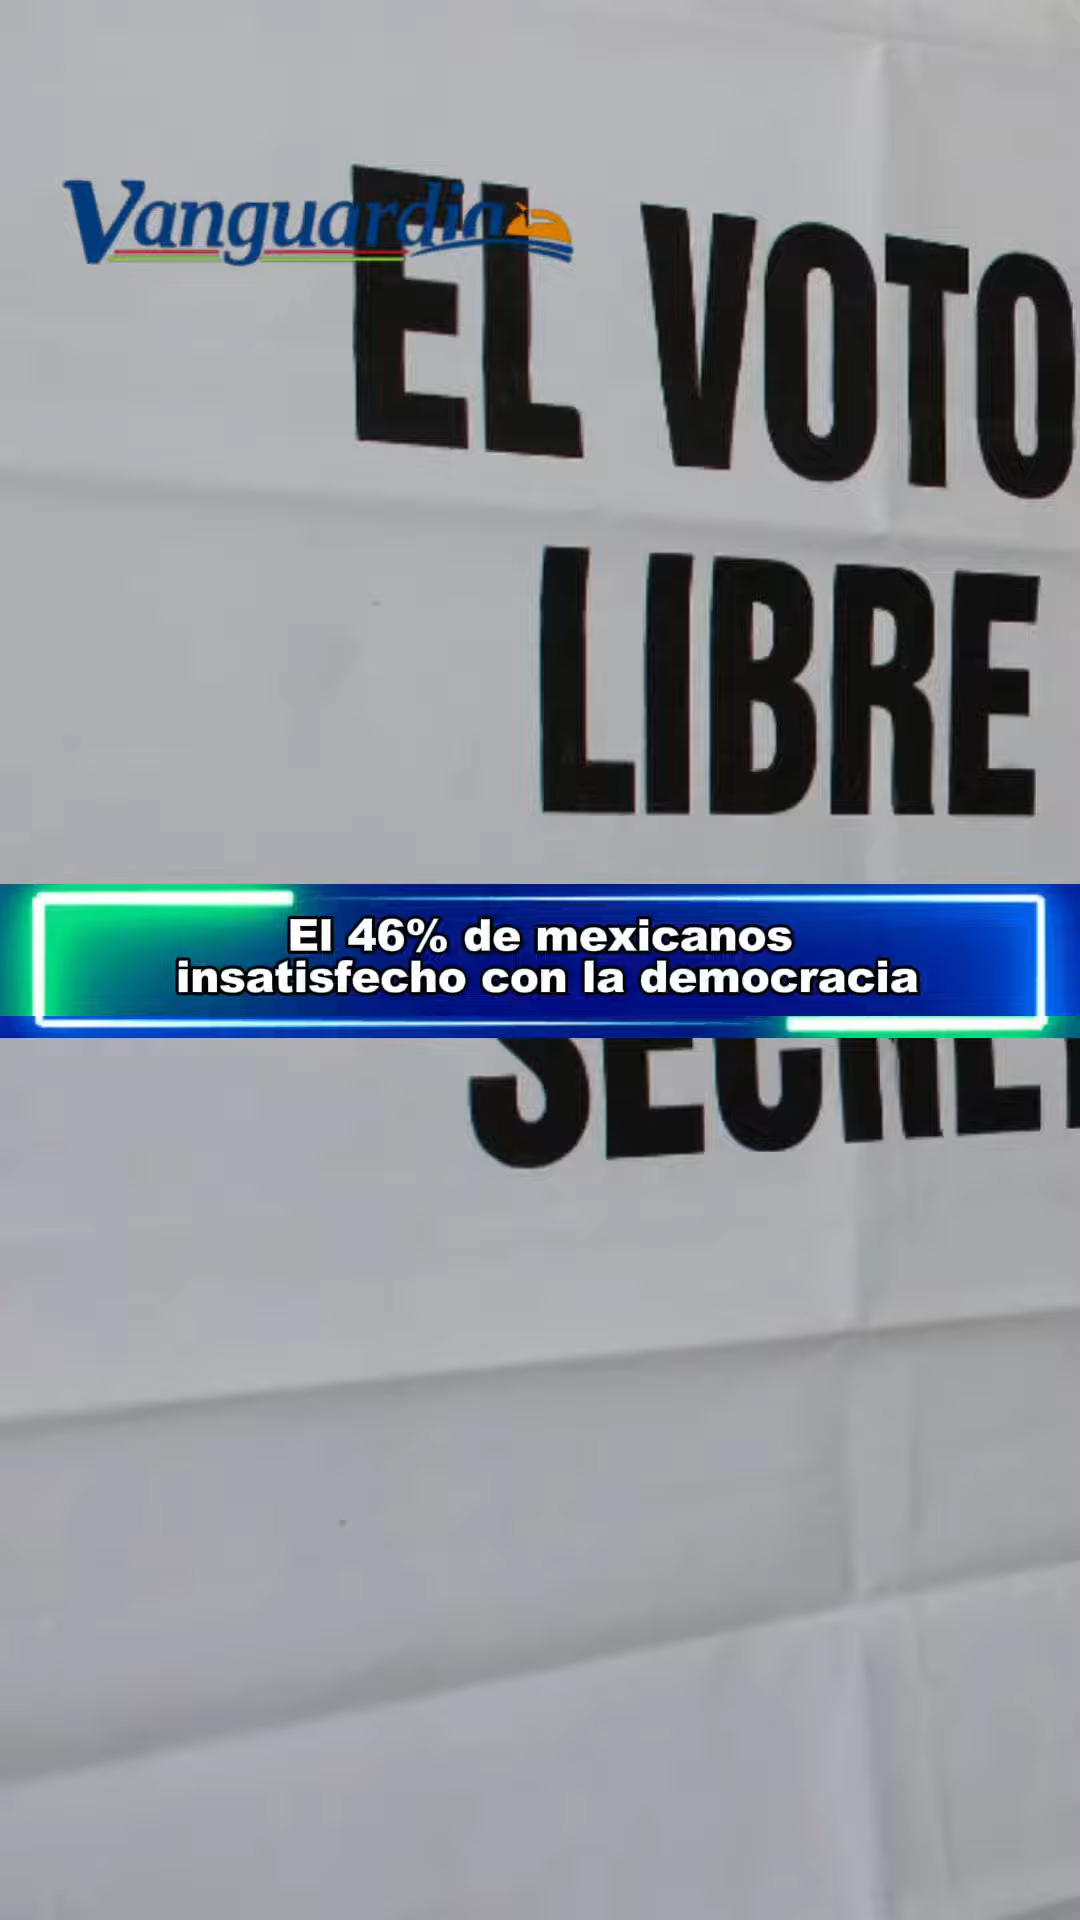 Vanguardia
EL VOTO
LIBRE
El 46% de mexicanos
insatisfecho con la democracia